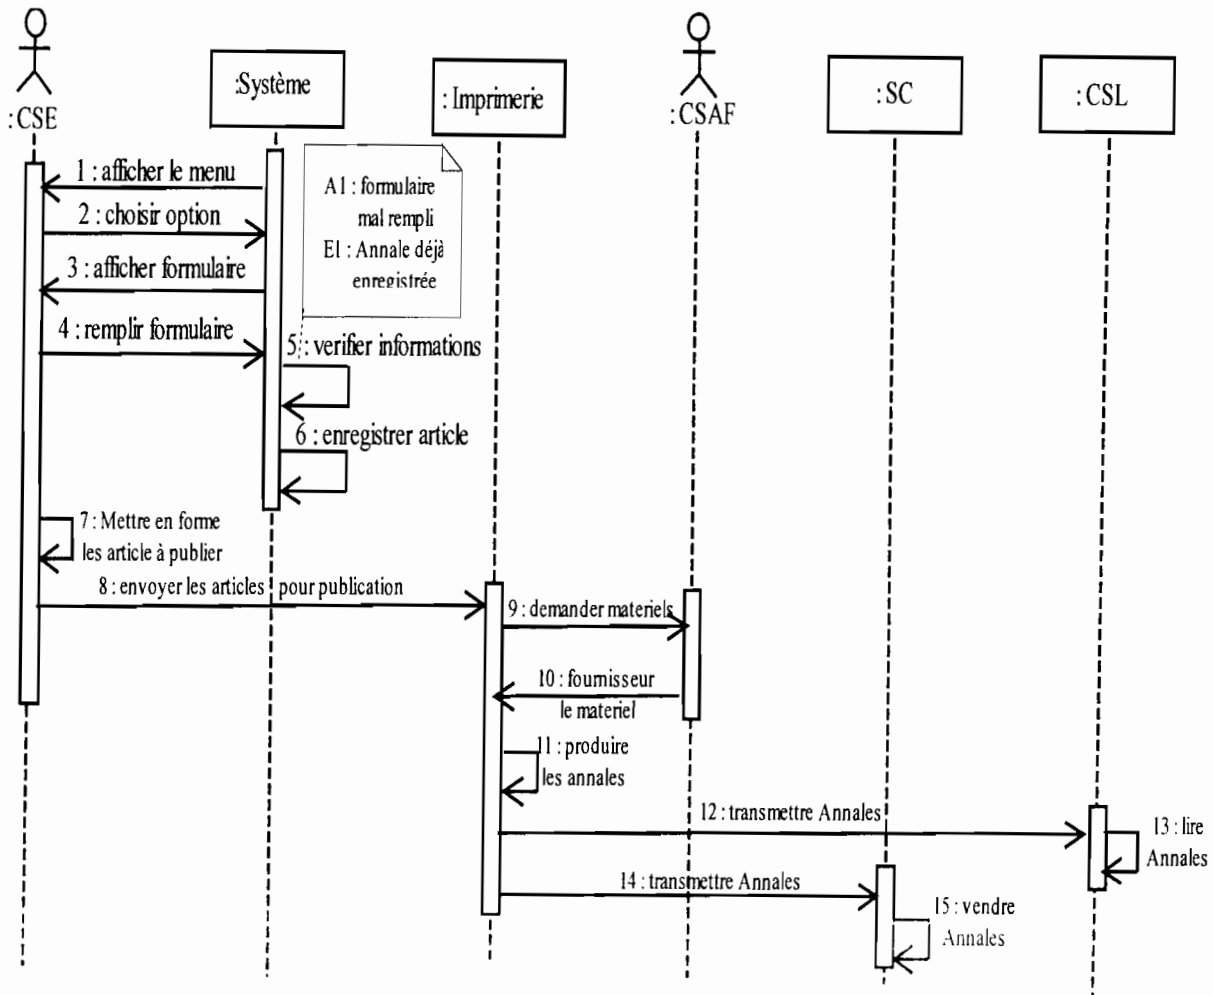 :CSE
:Système
: Imprimerie
:CSAF
:SC
:CSL
1 : afficher le menu
2 : choisir option
3 : afficher formulaire
4 : remplir formulaire
A1 : formulaire
mal rempli
E1 : Annale déjà
enregistrée
5 : verifier informations
6 : enregistrer article
7 : Mettre en forme
les article à publier
8 : envoyer les articles pour publication
9 : demander materiels
10 : fournisseur
le materiel
11 : produire
les annales
12 : transmettre Annales
13 : lire
Annales
14 : transmettre Annales
15 : vendre
Annales